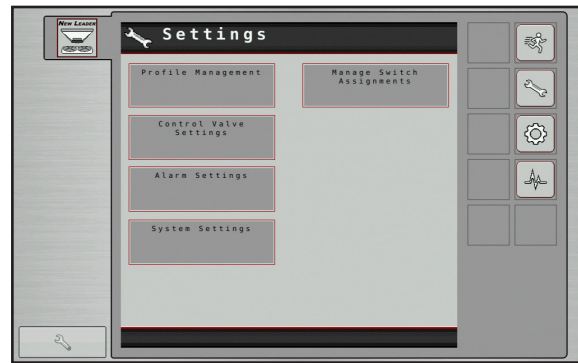 New Leader
Settings
Profile Management
Manage Switch
Assignments
Control Valve
Settings
Alarm Settings
System Settings